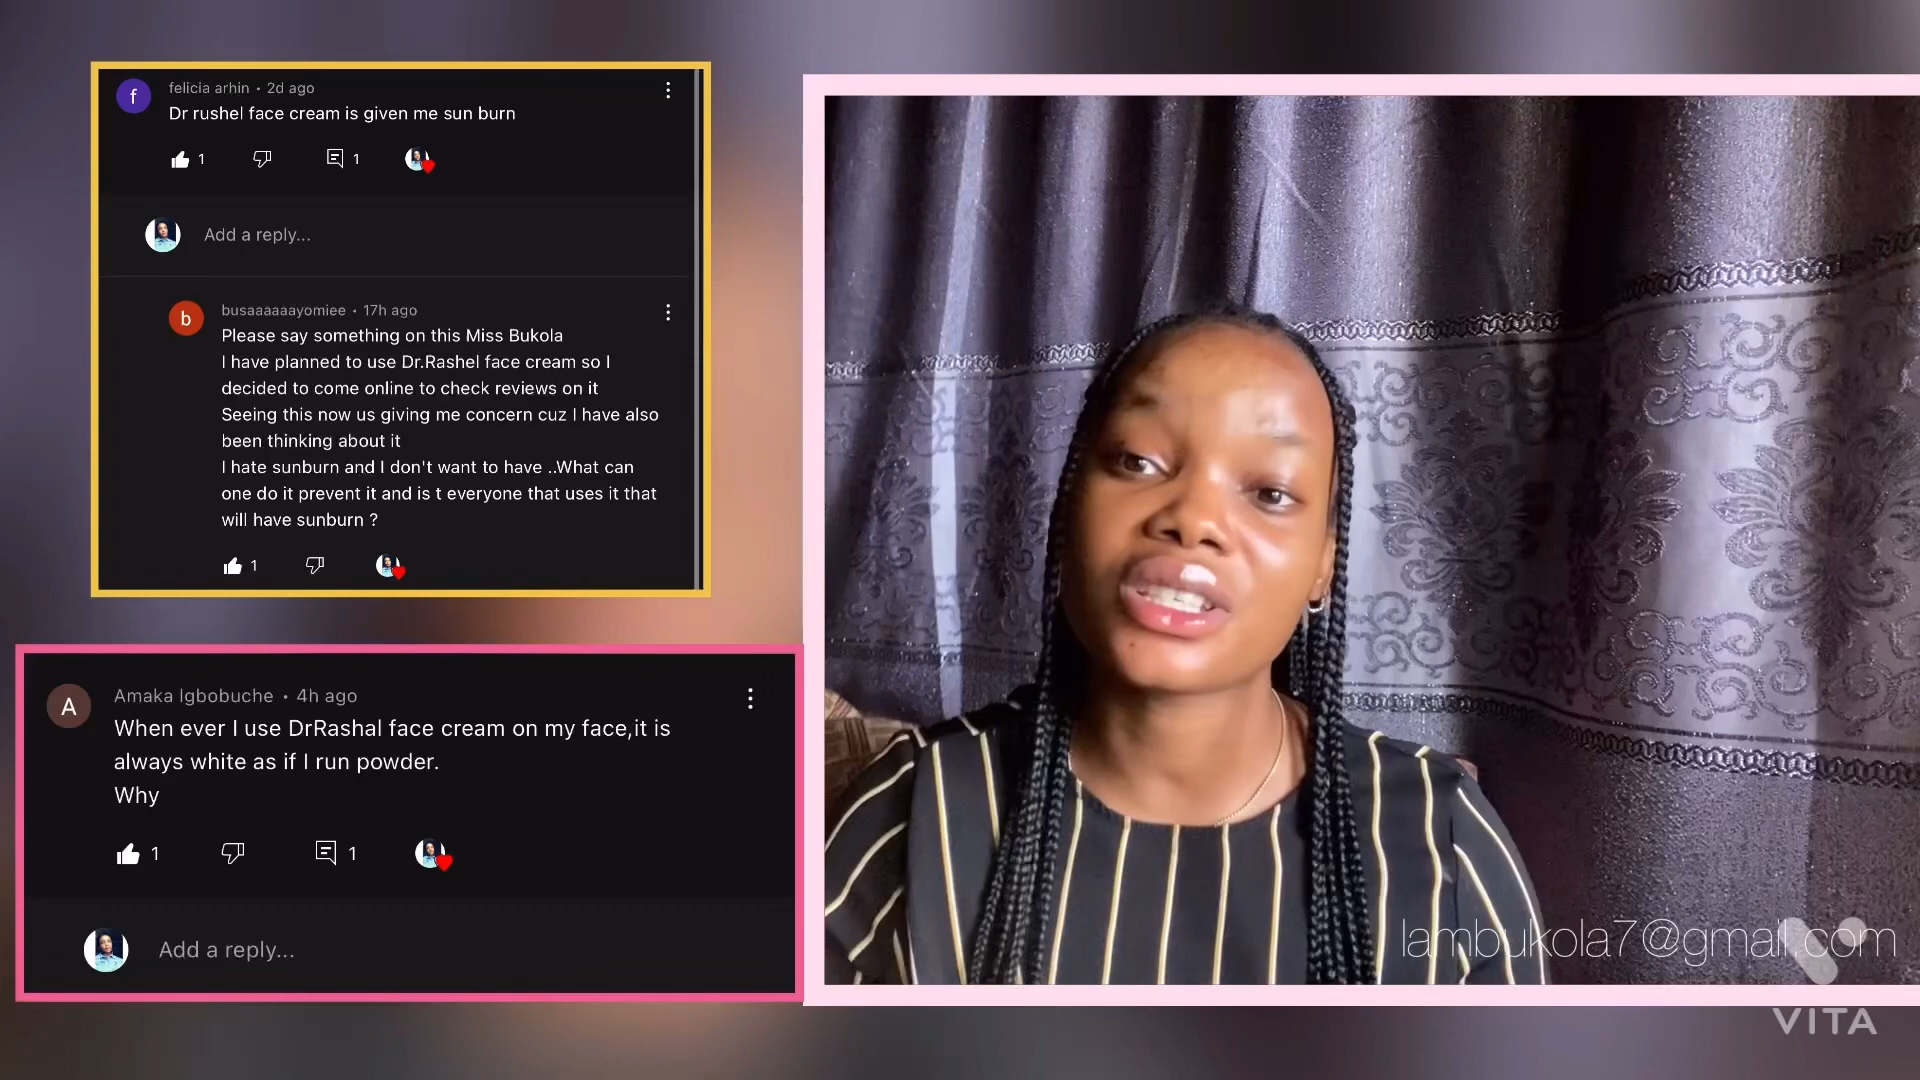 f
felicia arhin • 2d ago
Dr rushel face cream is given me sun burn
1
1
Add a reply...
b
busaaaaaayomiee • 17h ago
Please say something on this Miss Bukola
I have planned to use Dr.Rashel face cream so I
decided to come online to check reviews on it
Seeing this now us giving me concern cuz I have also
been thinking about it
I hate sunburn and I don't want to have ..What can
one do it prevent it and is t everyone that uses it that
will have sunburn ?
1
A
Amaka Igbobuche • 4h ago
When ever I use DrRashal face cream on my face,it is
always white as if I run powder.
Why
1
1
Add a reply...
lambukola7@gmail.com
VITA